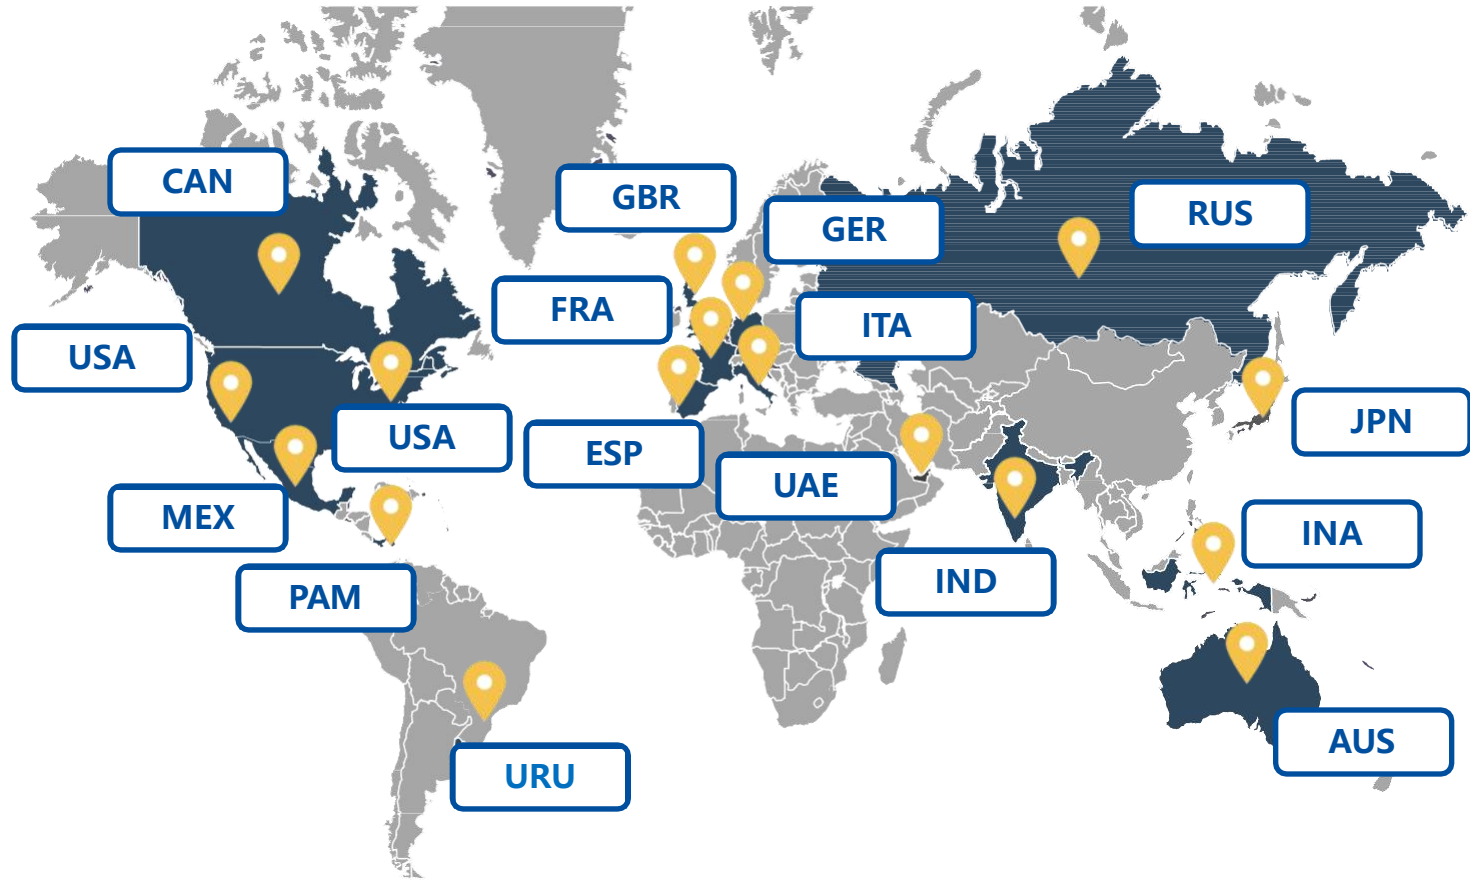 CAN
GBR
GER
RUS
FRA
ITA
USA
USA
JPN
ESP
UAE
MEX
INA
IND
PAM
AUS
URU